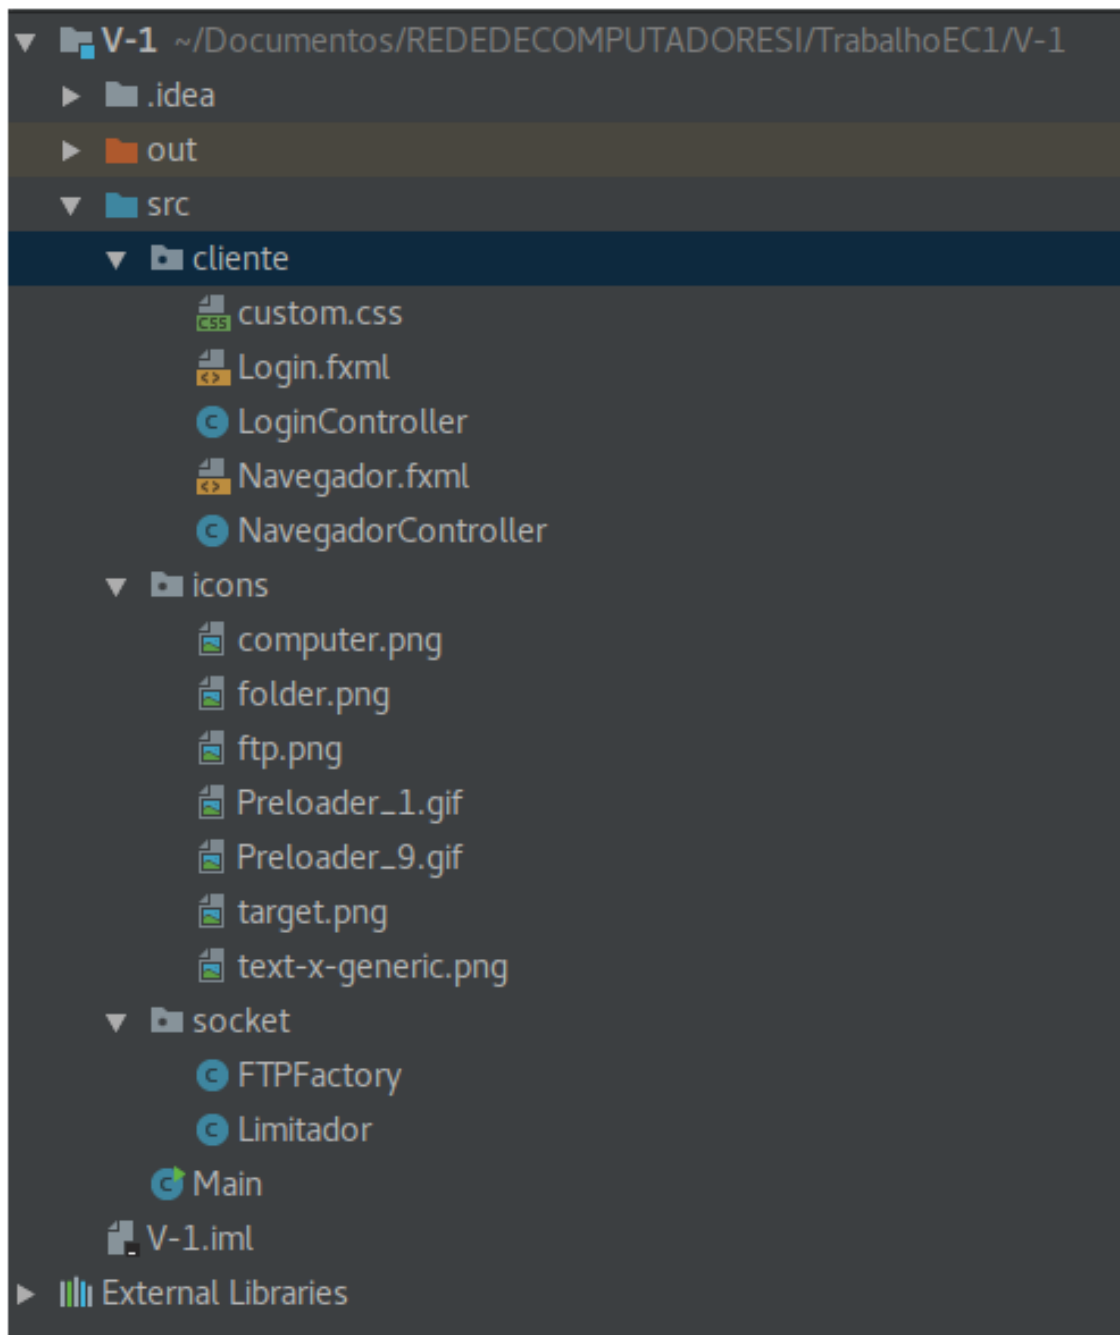 V-1 ~/Documentos/REDEDECOMPUTADORESI/TrabalhoEC1/V-1
.idea
out
src
cliente
custom.css
Login.fxml
LoginController
Navegador.fxml
NavegadorController
icons
computer.png
folder.png
ftp.png
Preloader_1.gif
Preloader_9.gif
target.png
text-x-generic.png
socket
FTPFactory
Limitador
Main
V-1.iml
External Libraries